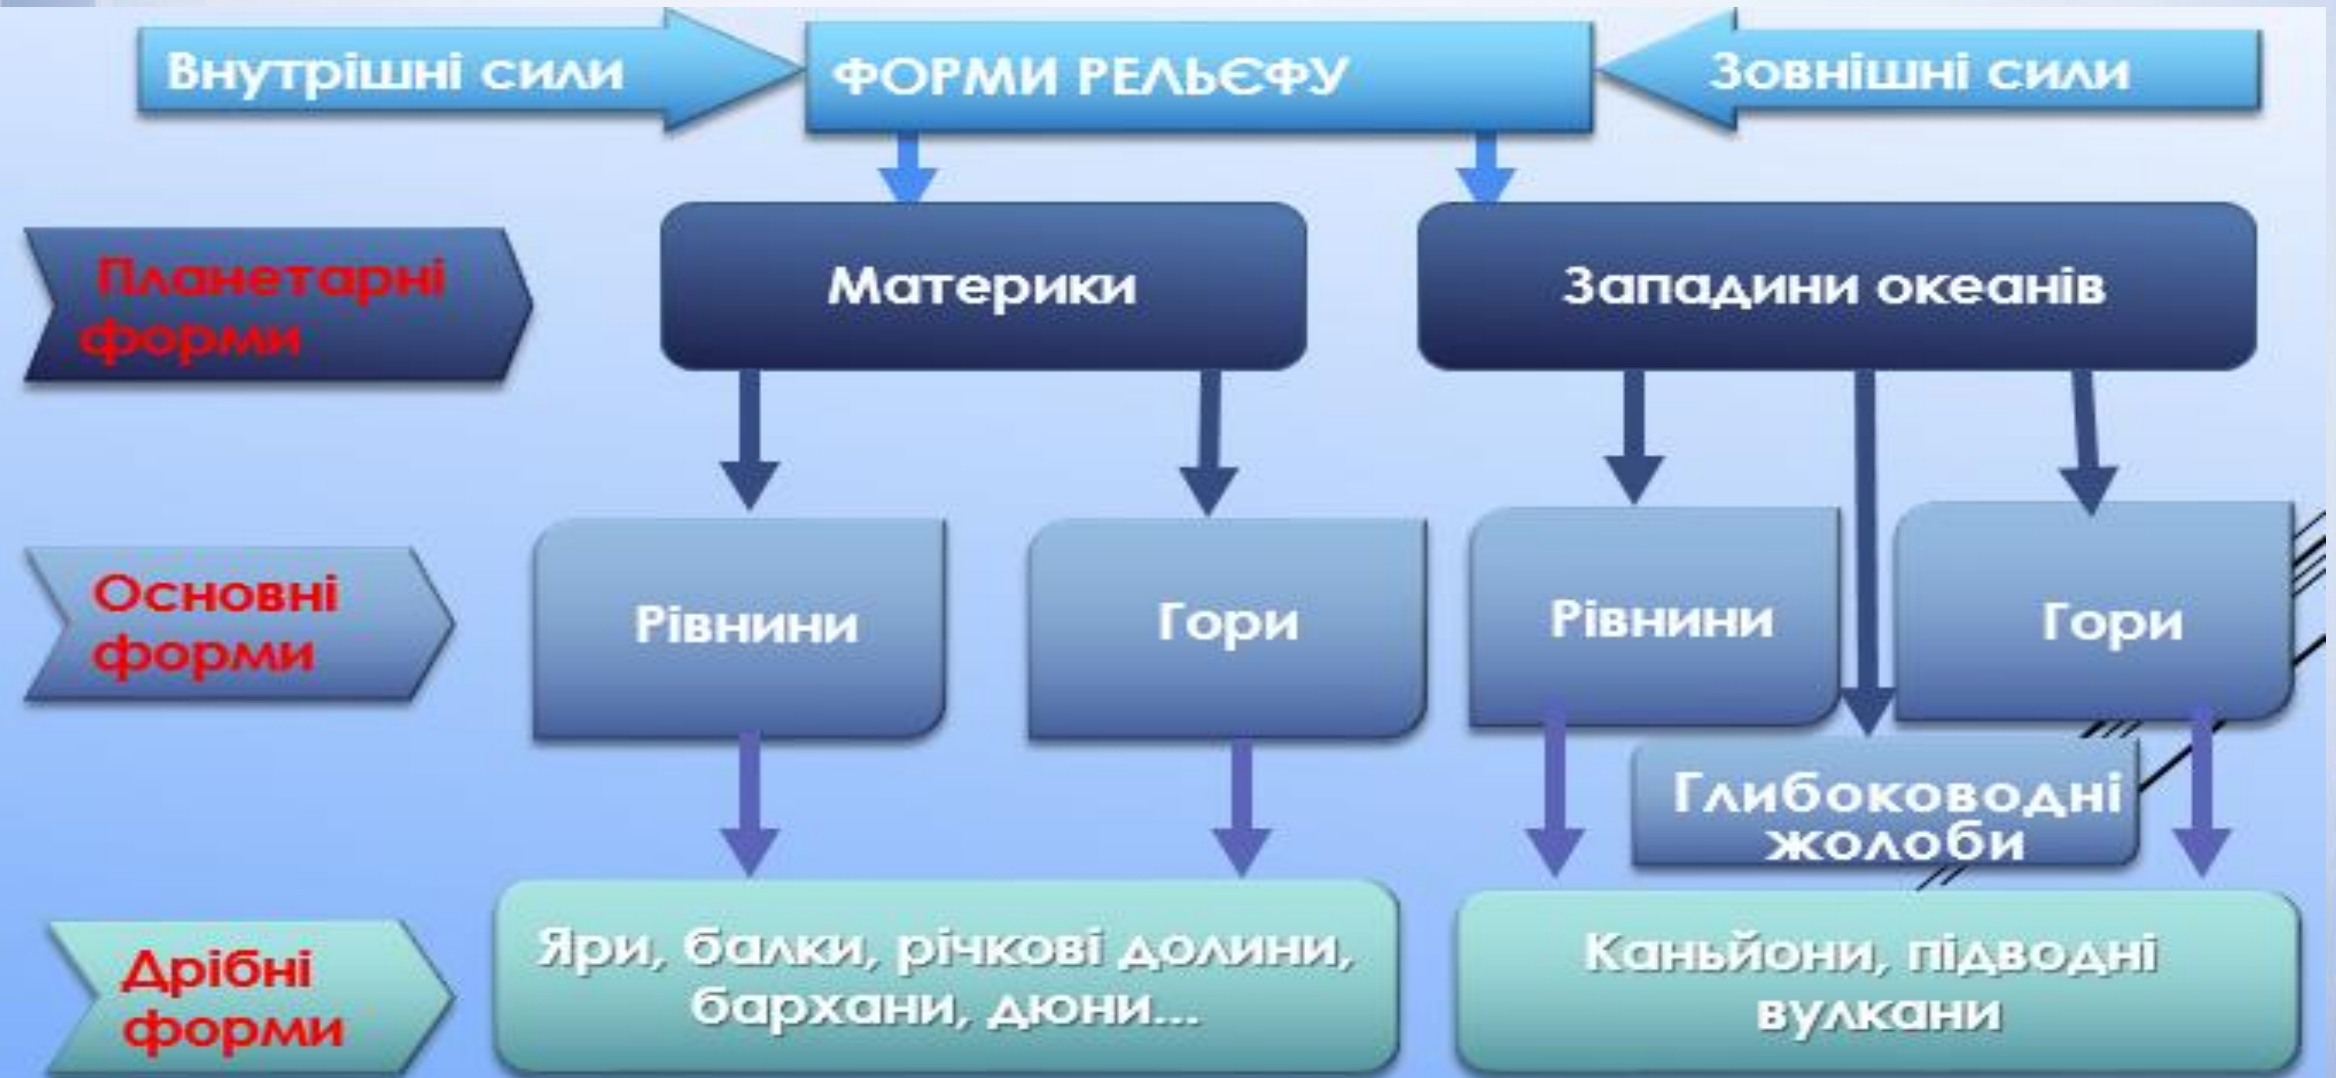 Внутрішні сили
ФОРМИ РЕЛЬЄФУ
Зовнішні сили
Планетарні
форми
Материки
Западини океанів
Основні
форми
Рівнини
Гори
Рівнини
Гори
Глибоководні
жолоби
Дрібні
форми
Яри, балки, річкові долини,
бархани, дюни...
Каньйони, підводні
вулкани